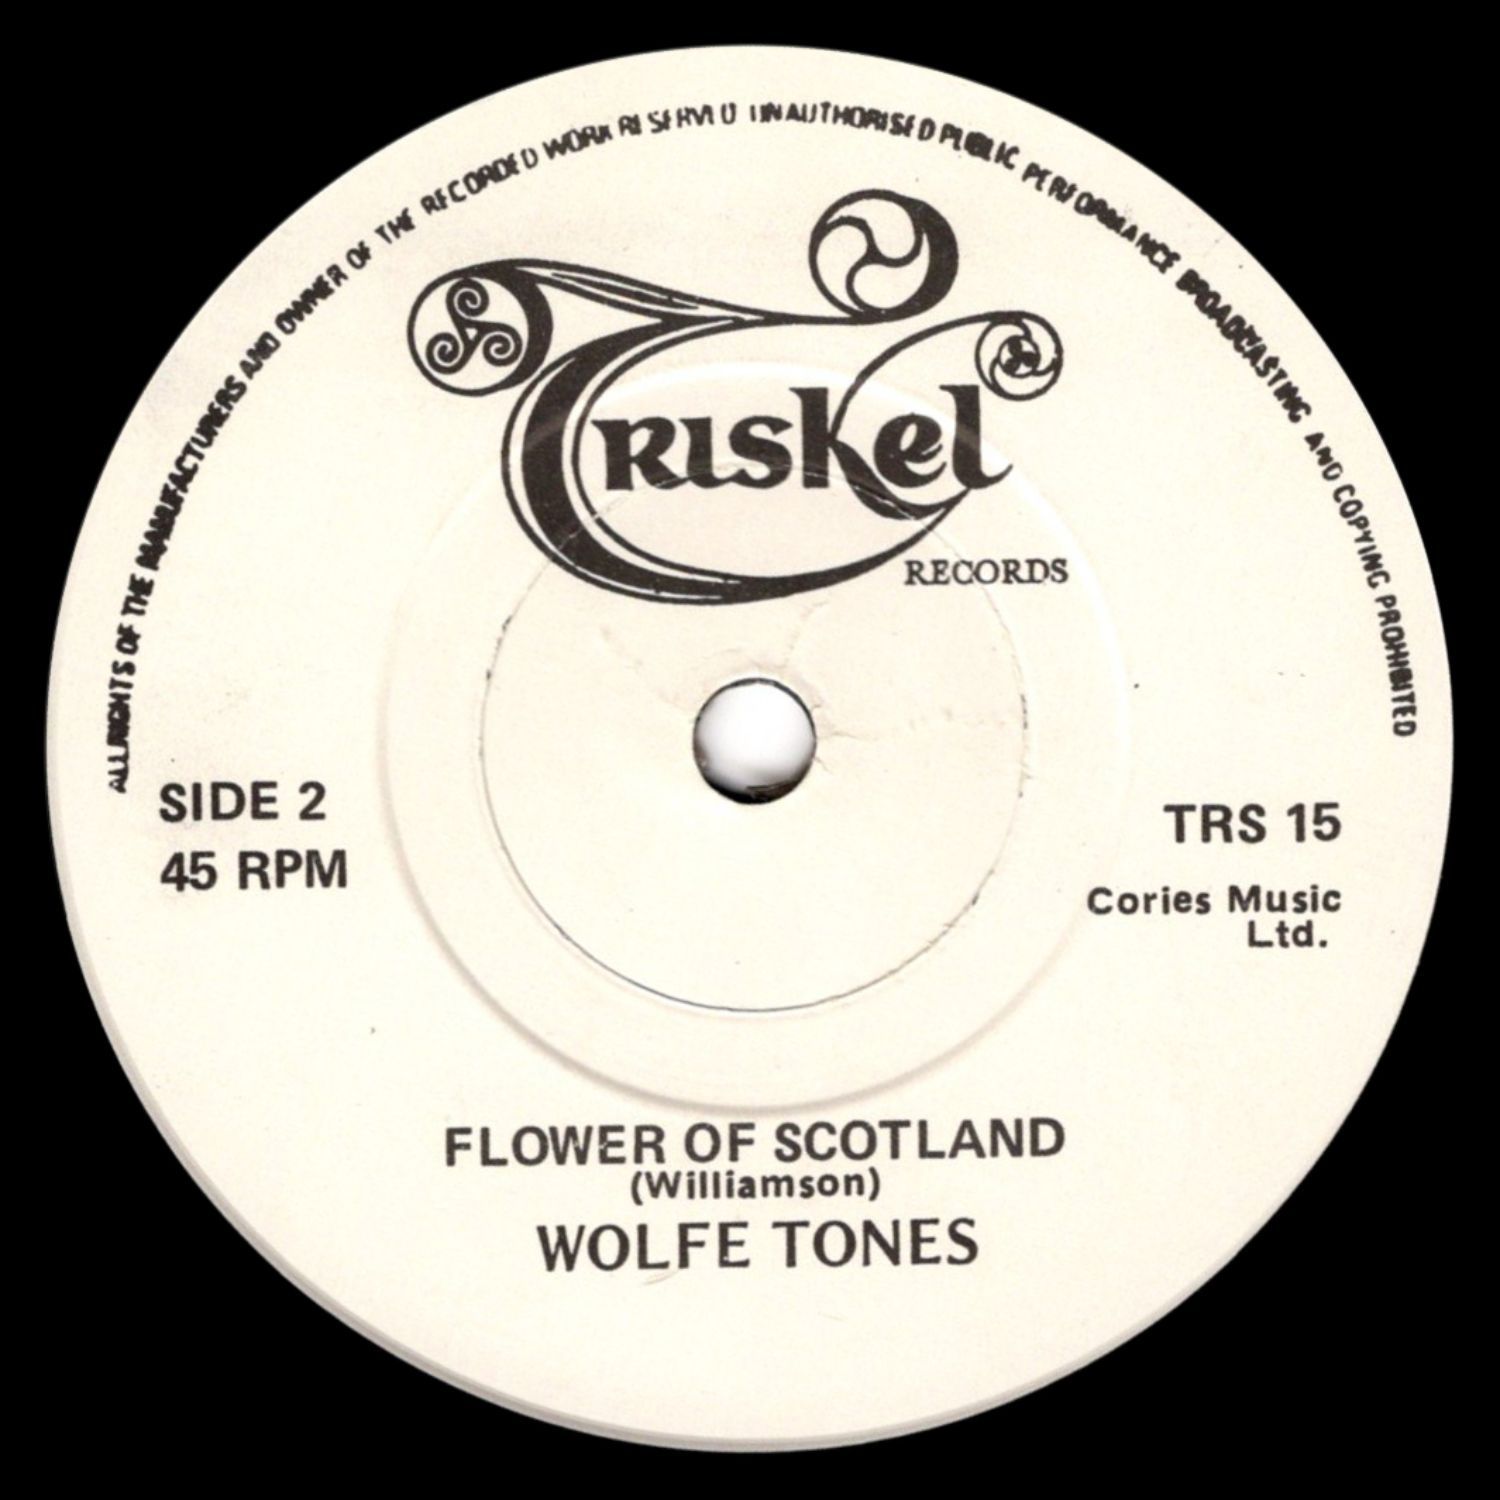 ALL RIGHTS OF THE MANUFACTURERS AND OWNER OF THE RECORDED WORK RESERVED UNAUTHORISED PUBLIC PERFORMANCE BROADCASTING AND COPYING PROHIBITED
Triskel
RECORDS
SIDE 2
45 RPM
TRS 15
Cories Music
Ltd.
FLOWER OF SCOTLAND
(Williamson)
WOLFE TONES